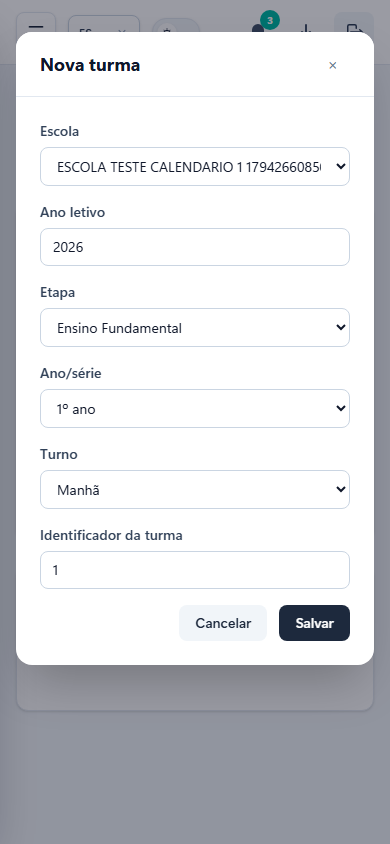 3
Nova turma
×
Escola
ESCOLA TESTE CALENDARIO 1 1794266085
Ano letivo
2026
Etapa
Ensino Fundamental
Ano/série
1º ano
Turno
Manhã
Identificador da turma
1
Cancelar
Salvar